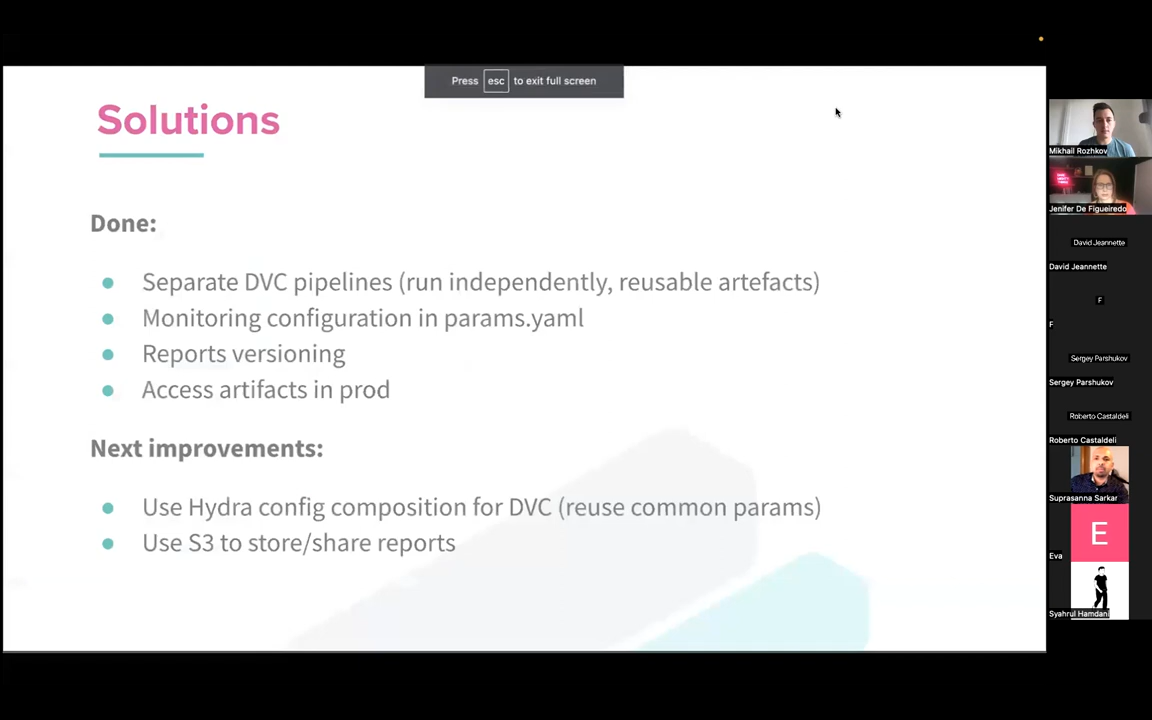 Press esc to exit full screen
Solutions
Done:
Separate DVC pipelines (run independently, reusable artefacts)
Monitoring configuration in params.yaml
Reports versioning
Access artifacts in prod
Next improvements:
Use Hydra config composition for DVC (reuse common params)
Use S3 to store/share reports
Mikhail Rozhkov
Jenifer De Figueiredo
David Jeannette
David Jeannette
F
F
Sergey Parshukov
Sergey Parshukov
Roberto Castaldeli
Roberto Castaldeli
Suprasanna Sarkar
E
Eva
Syahrul Hamdani